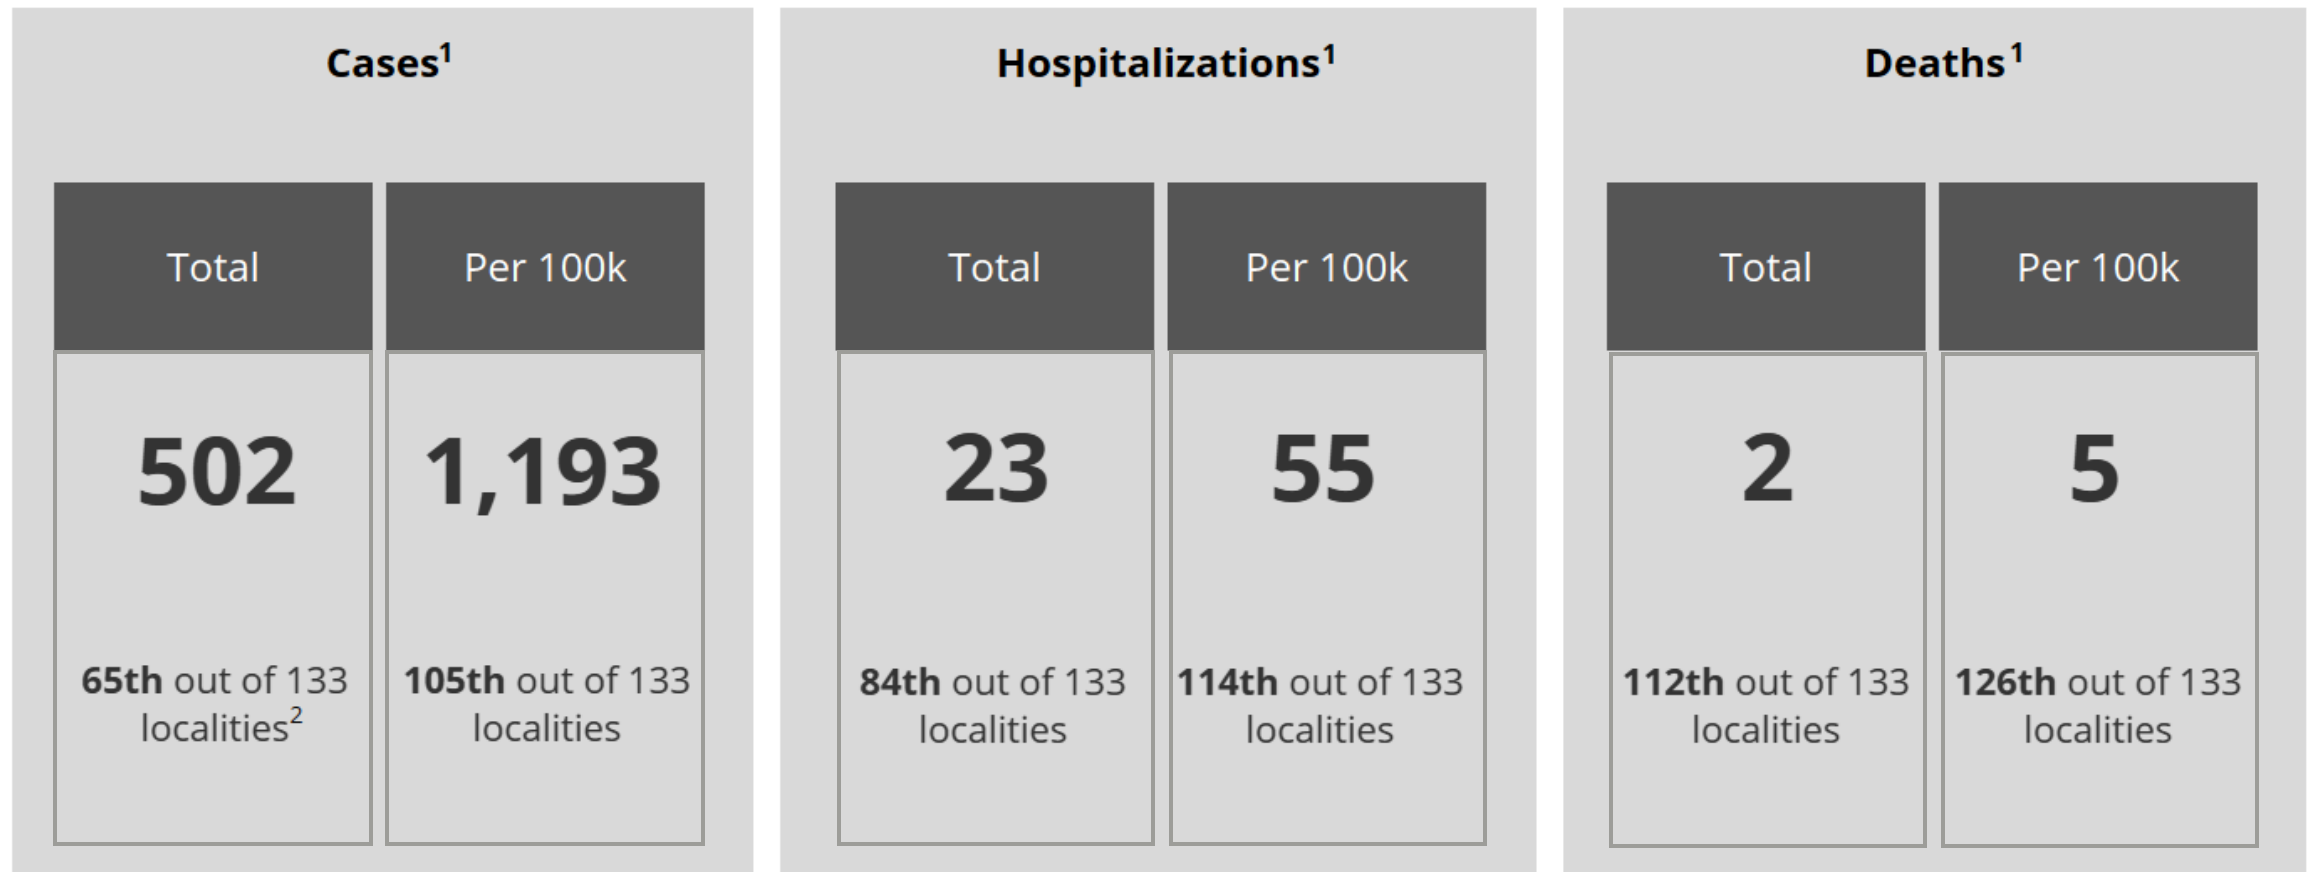 Cases¹
Total
Per 100k
502
1,193
65th out of 133
localities²
105th out of 133
localities
Hospitalizations¹
Total
Per 100k
23
55
84th out of 133
localities
114th out of 133
localities
Deaths¹
Total
Per 100k
2
5
112th out of 133
localities
126th out of 133
localities